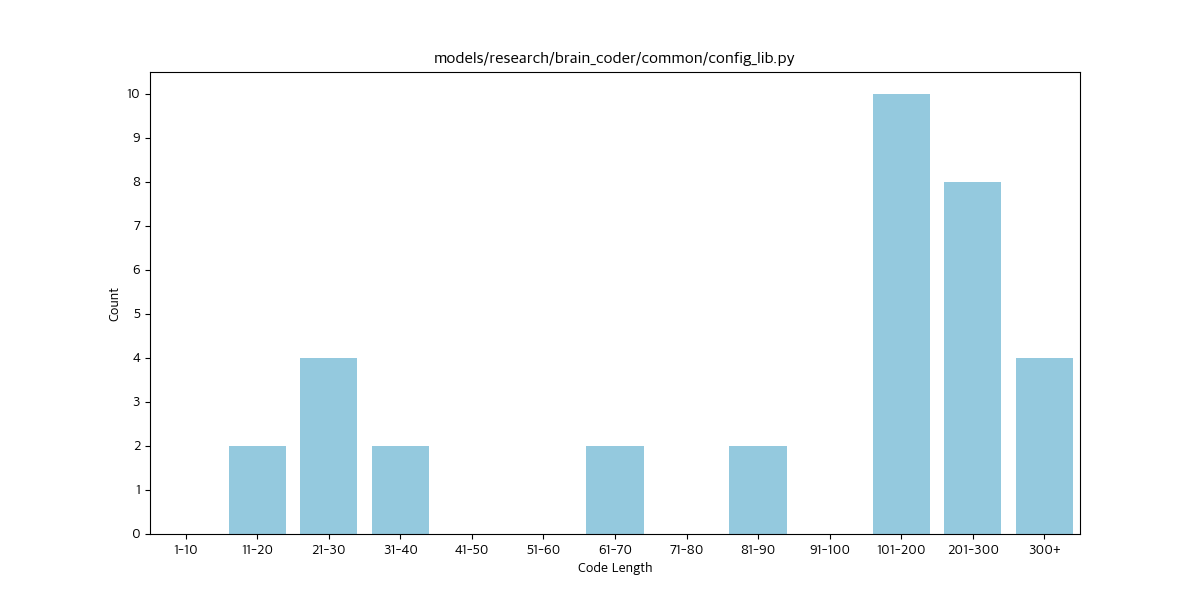 models/research/brain_coder/common/config_lib.py
10
9
8
7
6
5
4
3
2
1
0
Count
1-10 11-20 21-30 31-40 41-50 51-60 61-70 71-80 81-90 91-100 101-200 201-300 300+
Code Length